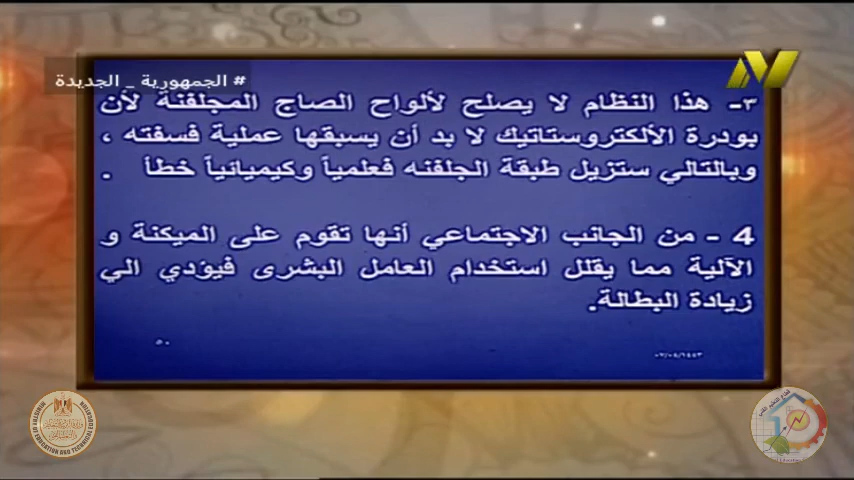 # الجمهورية _ الجديدة
٣- هذا النظام لا يصلح لألواح الصاج المجلفنة لأن
بودرة الألكتروستاتيك لا بد أن يسبقها عملية فسفته ،
وبالتالي ستزيل طبقة الجلفنه فعلمياً وكيميائياً خطأ .
4 - من الجانب الاجتماعي أنها تقوم على الميكنة و
الآلية مما يقلل استخدام العامل البشرى فيؤدي الي
زيادة البطالة.
٥٠